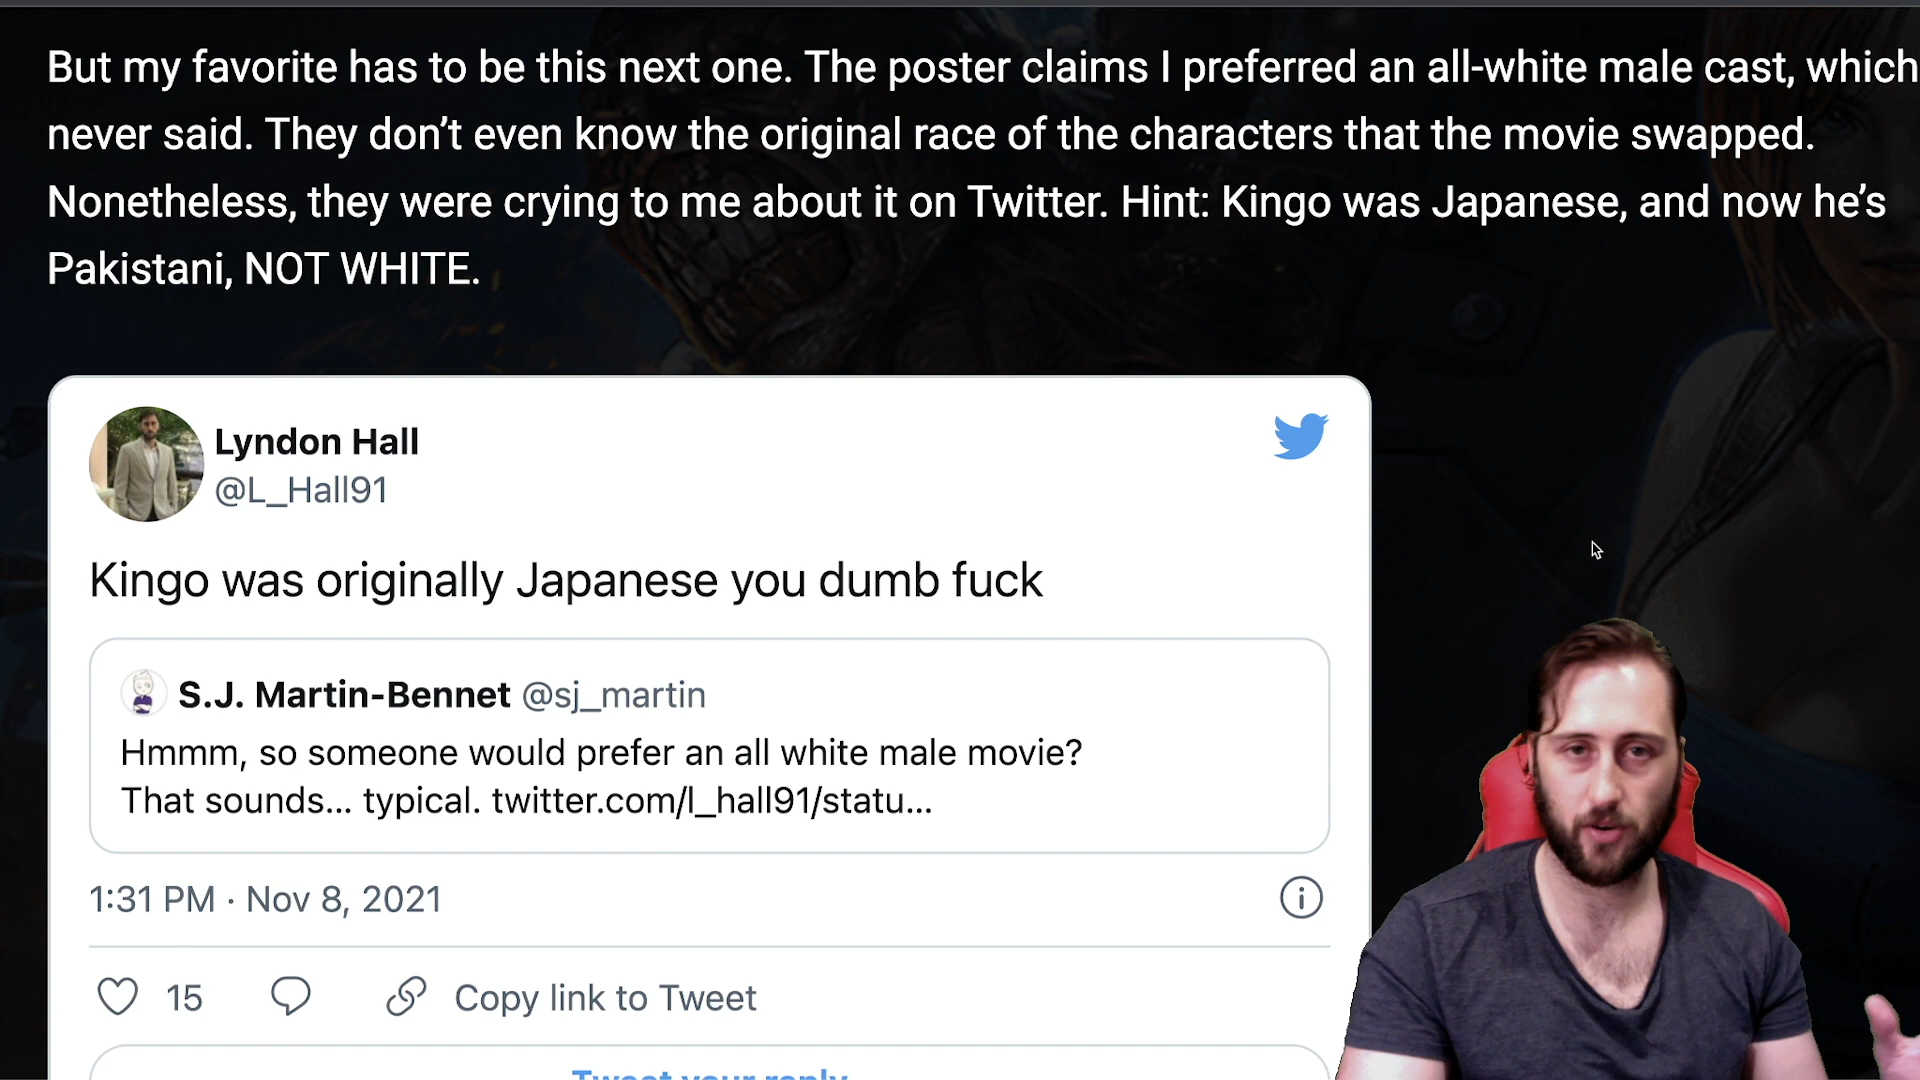 But my favorite has to be this next one. The poster claims I preferred an all-white male cast, which
never said. They don’t even know the original race of the characters that the movie swapped.
Nonetheless, they were crying to me about it on Twitter. Hint: Kingo was Japanese, and now he’s
Pakistani, NOT WHITE.
Lyndon Hall
@L_Hall91
Kingo was originally Japanese you dumb fuck
S.J. Martin-Bennet @sj_martin
Hmmm, so someone would prefer an all white male movie?
That sounds... typical. twitter.com/l_hall91/statu...
1:31 PM · Nov 8, 2021
15
Copy link to Tweet
Tweet your reply